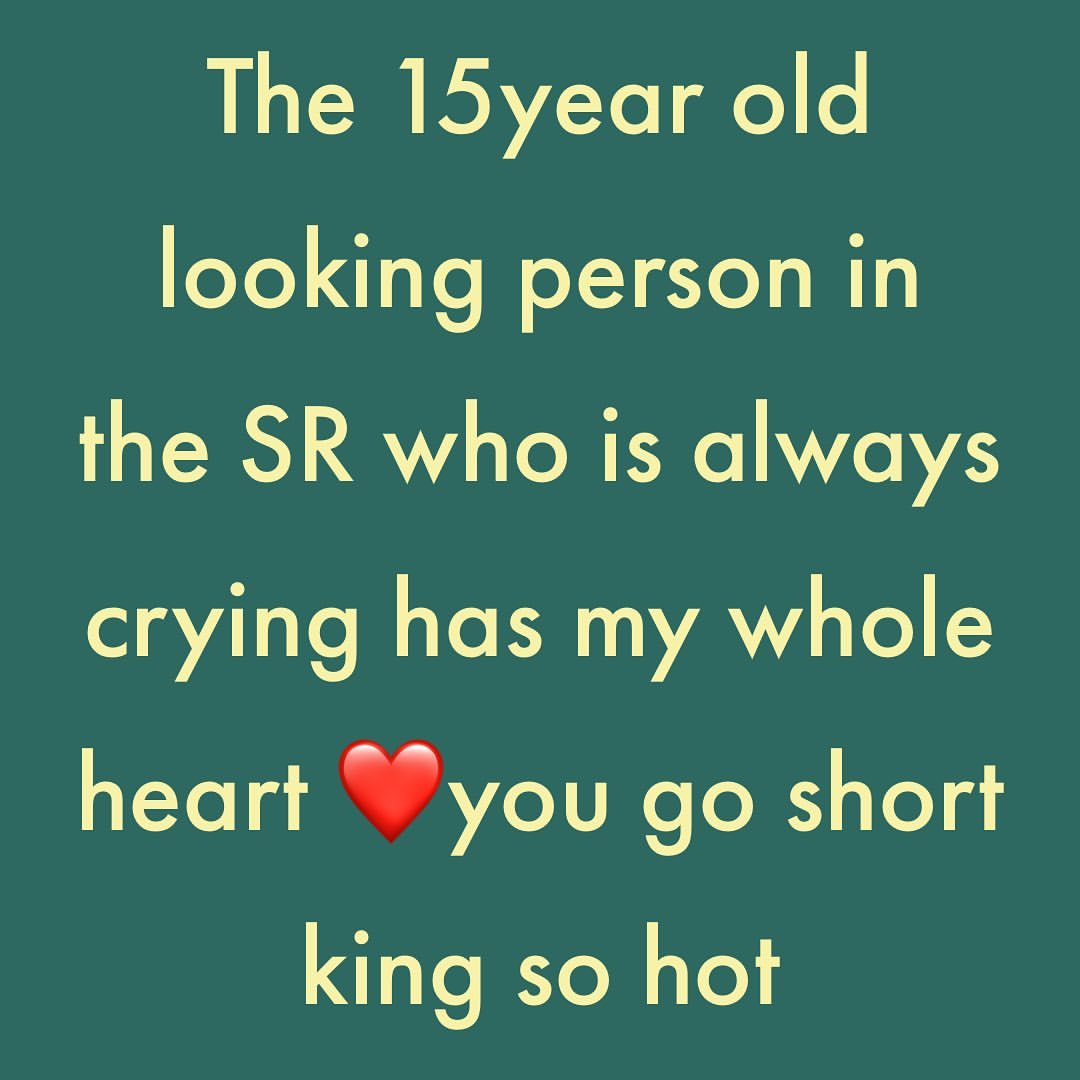 The 15year old
looking person in
the SR who is always
crying has my whole
heart ❤️you go short
king so hot